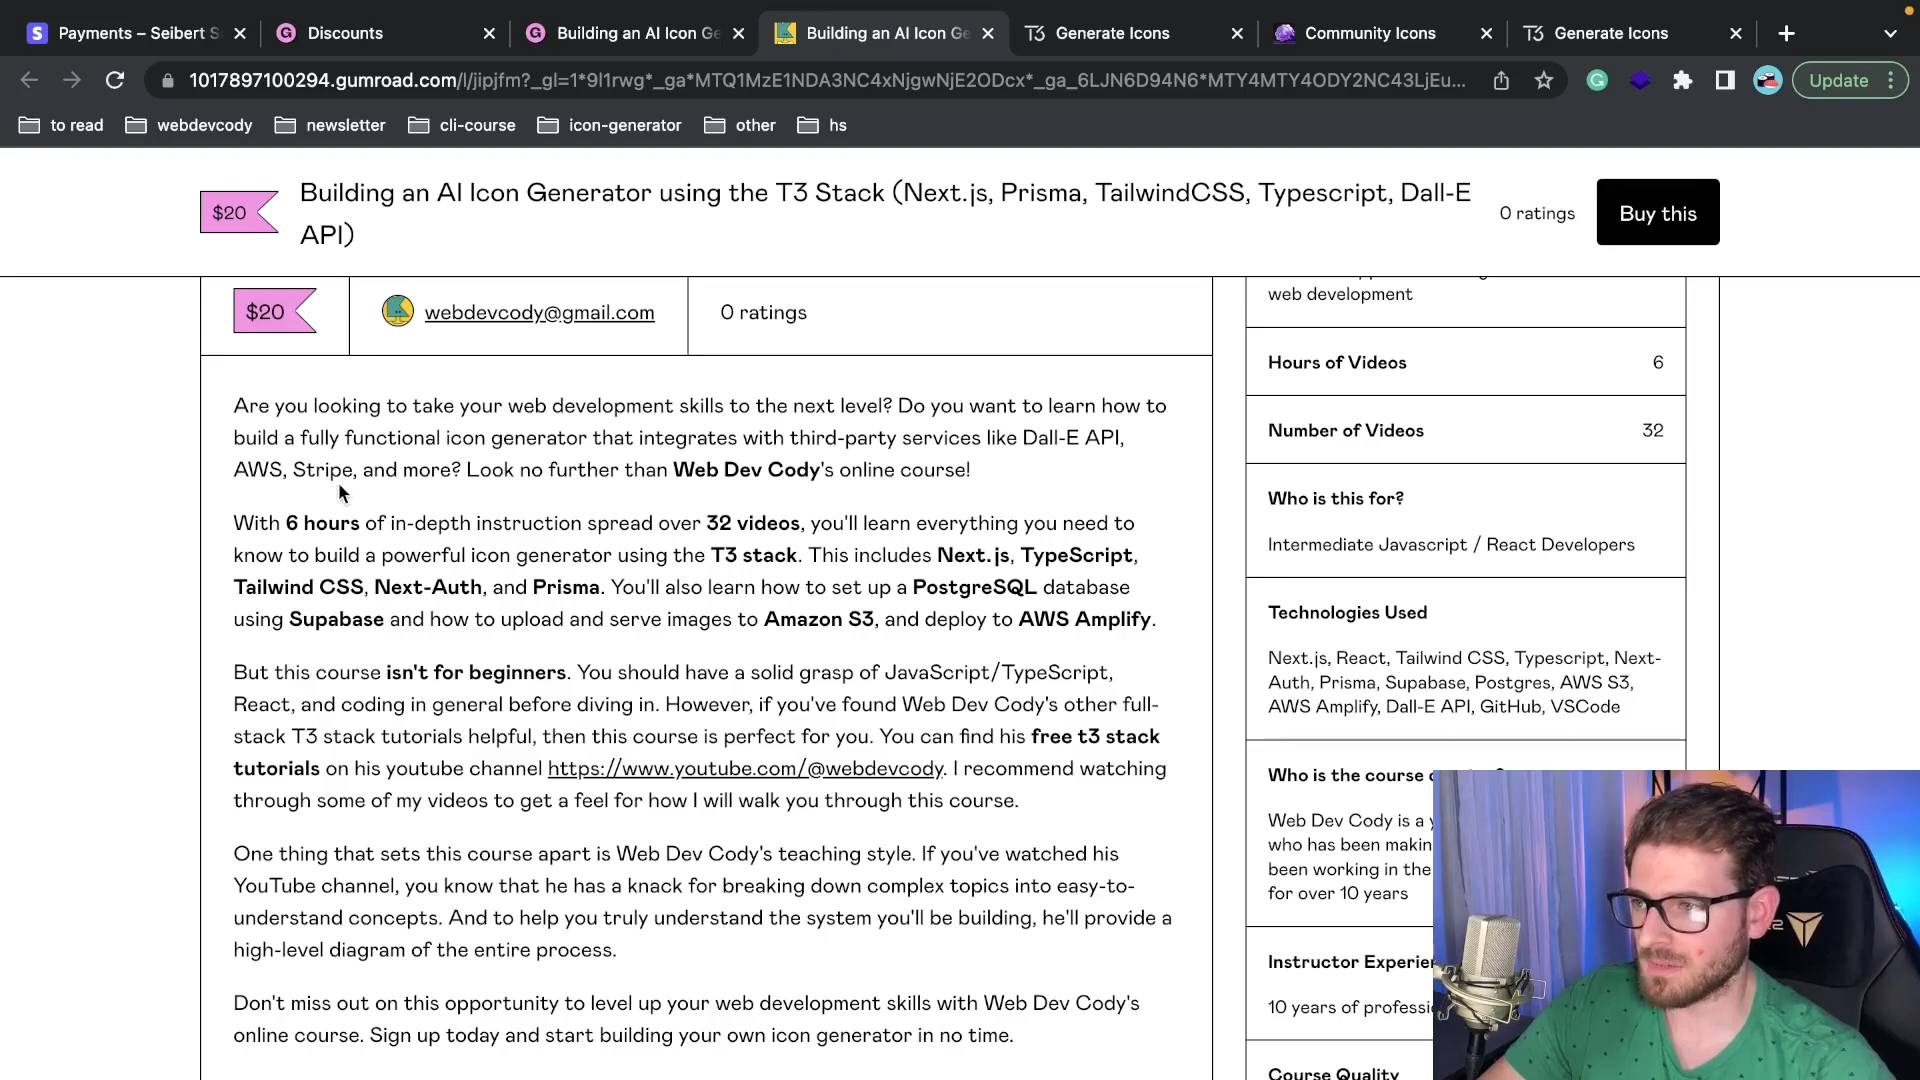 Payments – Seibert S
Discounts
Building an AI Icon Ge
Building an AI Icon Ge
Generate Icons
Community Icons
Generate Icons
1017897100294.gumroad.com/l/jipjfm?_gl=1*9l1rwg*_ga*MTQ1MzE1NDA3NC4xNjgwNjE2ODcx*_ga_6LJN6D94N6*MTY4MTY4ODY2NC43LjEu...
Update
to read
webdevcody
newsletter
cli-course
icon-generator
other
hs
$20
Building an AI Icon Generator using the T3 Stack (Next.js, Prisma, TailwindCSS, Typescript, Dall-E
API)
0 ratings
Buy this
$20
webdevcody@gmail.com
0 ratings
Are you looking to take your web development skills to the next level? Do you want to learn how to
build a fully functional icon generator that integrates with third-party services like Dall-E API,
AWS, Stripe, and more? Look no further than Web Dev Cody's online course!
With 6 hours of in-depth instruction spread over 32 videos, you'll learn everything you need to
know to build a powerful icon generator using the T3 stack. This includes Next.js, TypeScript,
Tailwind CSS, Next-Auth, and Prisma. You'll also learn how to set up a PostgreSQL database
using Supabase and how to upload and serve images to Amazon S3, and deploy to AWS Amplify.
But this course isn't for beginners. You should have a solid grasp of JavaScript/TypeScript,
React, and coding in general before diving in. However, if you've found Web Dev Cody's other full-
stack T3 stack tutorials helpful, then this course is perfect for you. You can find his free t3 stack
tutorials on his youtube channel https://www.youtube.com/@webdevcody. I recommend watching
through some of my videos to get a feel for how I will walk you through this course.
One thing that sets this course apart is Web Dev Cody's teaching style. If you've watched his
YouTube channel, you know that he has a knack for breaking down complex topics into easy-to-
understand concepts. And to help you truly understand the system you'll be building, he'll provide a
high-level diagram of the entire process.
Don't miss out on this opportunity to level up your web development skills with Web Dev Cody's
online course. Sign up today and start building your own icon generator in no time.
web development
Hours of Videos
6
Number of Videos
32
Who is this for?
Intermediate Javascript / React Developers
Technologies Used
Next.js, React, Tailwind CSS, Typescript, Next-
Auth, Prisma, Supabase, Postgres, AWS S3,
AWS Amplify, Dall-E API, GitHub, VSCode
Who is the course
Web Dev Cody is a
who has been makin
been working in the
for over 10 years
Instructor Experien
10 years of professi
Course Quality